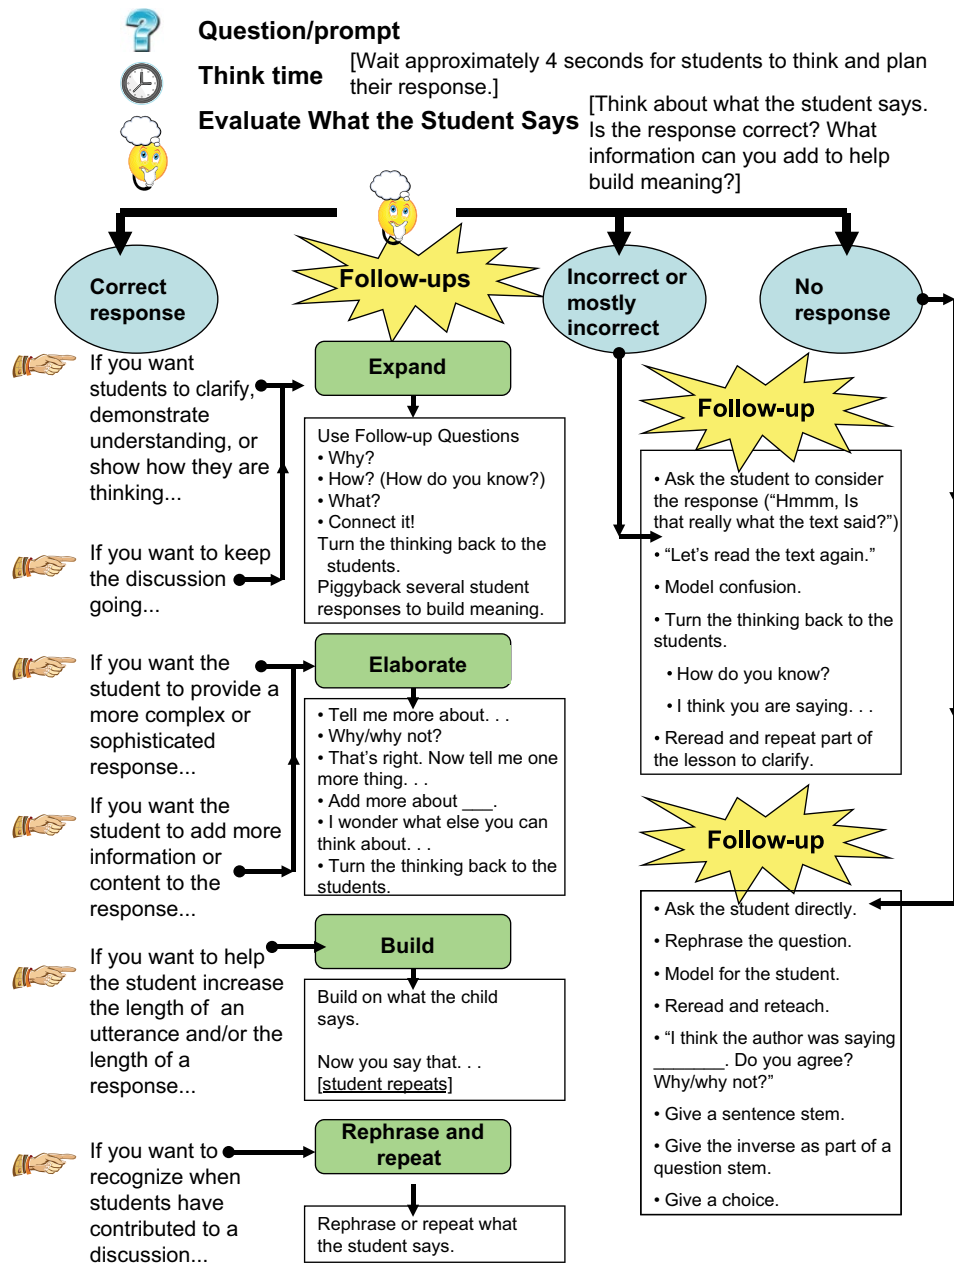 Question/prompt
Think time
[Wait approximately 4 seconds for students to think and plan
their response.]
Evaluate What the Student Says
[Think about what the student says.
Is the response correct? What
information can you add to help
build meaning?]
Correct
response
Follow-ups
Incorrect or
mostly
incorrect
No
response
If you want
students to clarify,
demonstrate
understanding, or
show how they are
thinking...
If you want to keep
the discussion
going...
Expand
Use Follow-up Questions
• Why?
• How? (How do you know?)
• What?
• Connect it!
Turn the thinking back to the
students.
Piggyback several student
responses to build meaning.
If you want the
student to provide a
more complex or
sophisticated
response...
If you want the
student to add more
information or
content to the
response...
Elaborate
• Tell me more about. . .
• Why/why not?
• That's right. Now tell me one
more thing. . .
• Add more about ___.
• I wonder what else you can
think about. . .
• Turn the thinking back to the
students.
If you want to help
the student increase
the length of an
utterance and/or the
length of a
response...
Build
Build on what the child
says.
Now you say that. . .
[student repeats]
If you want to
recognize when
students have
contributed to a
discussion...
Rephrase and
repeat
Rephrase or repeat what
the student says.
Follow-up
• Ask the student to consider
the response (“Hmmm, Is
that really what the text said?”)
• “Let's read the text again.”
• Model confusion.
• Turn the thinking back to the
students.
• How do you know?
• I think you are saying. . .
• Reread and repeat part of
the lesson to clarify.
Follow-up
• Ask the student directly.
• Rephrase the question.
• Model for the student.
• Reread and reteach.
• “I think the author was saying
_______. Do you agree?
Why/why not?”
• Give a sentence stem.
• Give the inverse as part of a
question stem.
• Give a choice.